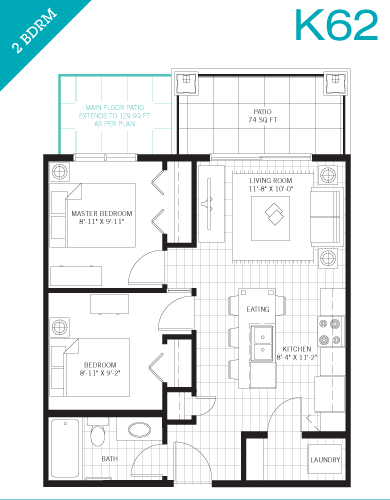 2 BDRM
K62
MAIN FLOOR PATIO
EXTENDS TO 129 SQ FT
AS PER PLAN
PATIO
74 SQ FT
LIVING ROOM
11'-8" X 10'-0"
MASTER BEDROOM
8'-11" X 9'-11"
EATING
KITCHEN
8'-4" X 11'-2"
BEDROOM
8'-11" X 9'-2"
BATH
LAUNDRY